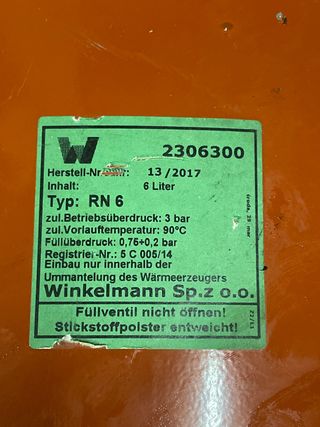 W 2306300
Herstell-Nr. 13/2017
Inhalt: 6 Liter
Typ: RN 6
zul.Betriebsüberdruck: 3 bar
zul.Vorlauftemperatur: 90°C
Füllüberdruck: 0,75+0,2 bar
Registrier-Nr.: 5 C 005/14
Einbau nur innerhalb der
Ummantelung des Wärmeerzeugers
Winkelmann Sp.z o.o.
Füllventil nicht öffnen!
Stickstoffpolster entweicht!